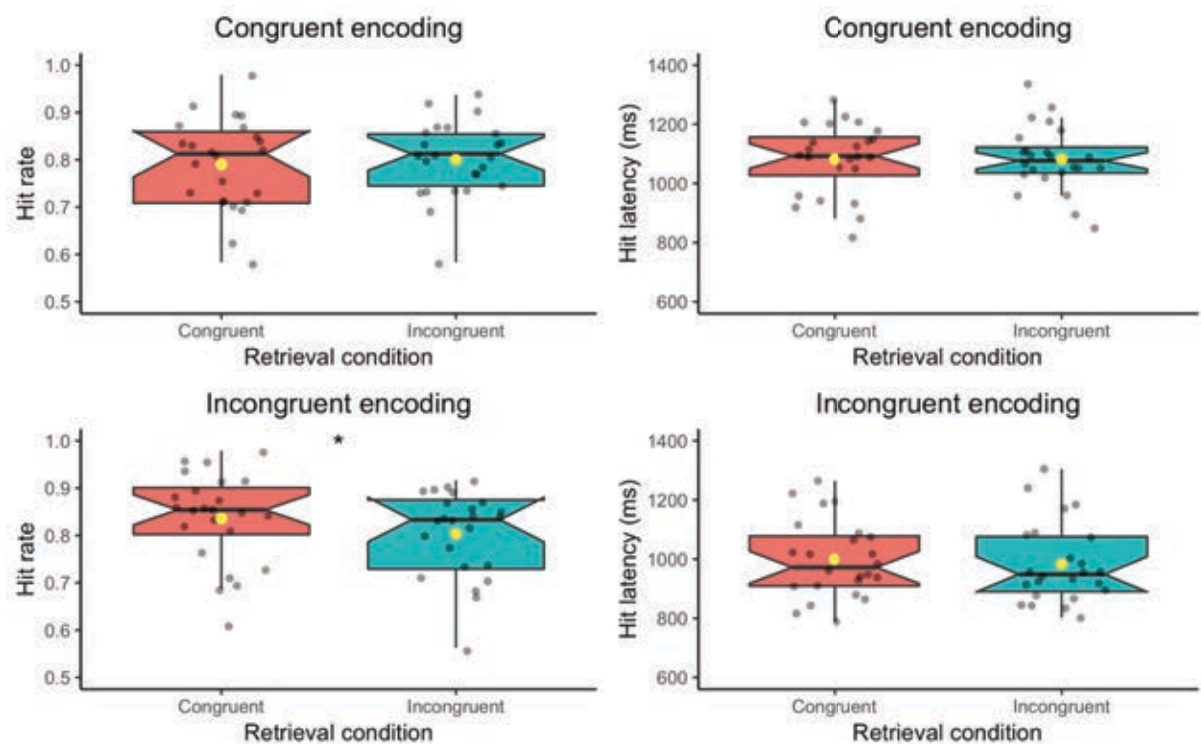 Congruent encoding
Hit rate
1.0
0.9
0.8
0.7
0.6
0.5
Congruent
Incongruent
Retrieval condition
Congruent encoding
Hit latency (ms)
1400
1200
1000
800
600
Congruent
Incongruent
Retrieval condition
Incongruent encoding
*
Hit rate
1.0
0.9
0.8
0.7
0.6
0.5
Congruent
Incongruent
Retrieval condition
Incongruent encoding
Hit latency (ms)
1400
1200
1000
800
600
Congruent
Incongruent
Retrieval condition